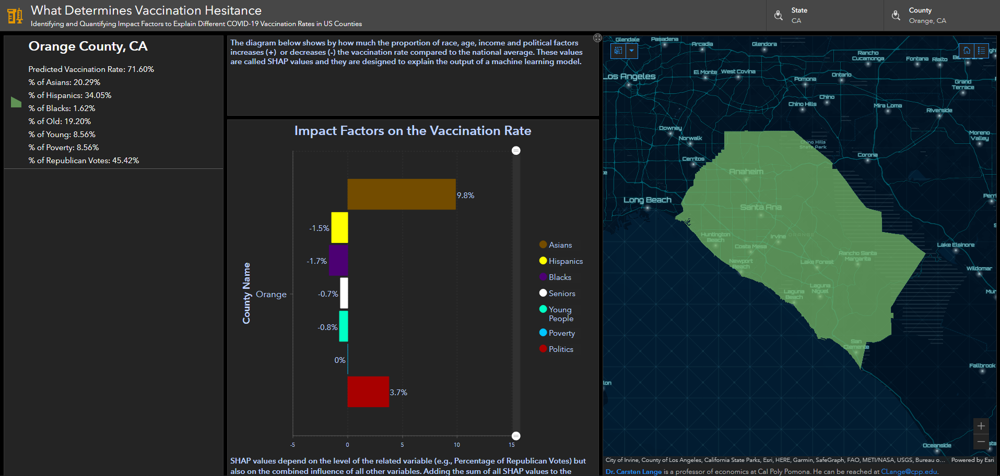 What Determines Vaccination Hesitance
Identifying and Quantifying Impact Factors to Explain Different COVID-19 Vaccination Rates in US Counties
State
CA
County
Orange, CA
Orange County, CA
Predicted Vaccination Rate: 71.60%
% of Asians: 20.29%
% of Hispanics: 34.05%
% of Blacks: 1.62%
% of Old: 19.20%
% of Young: 8.56%
% of Poverty: 8.56%
% of Republican Votes: 45.42%
The diagram below shows by how much the proportion of race, age, income and political factors
increases (+) or decreases (-) the vaccination rate compared to the national average. These values
are called SHAP values and they are designed to explain the output of a machine learning model.
Impact Factors on the Vaccination Rate
County Name
Orange
9.8%
-1.5%
-1.7%
-0.7%
-0.8%
0%
3.7%
-5
0
5
10
15
Asians
Hispanics
Blacks
Seniors
Young
People
Poverty
Politics
SHAP values depend on the level of the related variable (e.g., Percentage of Republican Votes) but
also on the combined influence of all other variables. Adding the sum of all SHAP values to the
Glendale
Pasadena
Arcadia
Glendora
Rancho
Cucamonga
Fontana
Rialto
El Monte
West Covina
Los Angeles
Pomona
Ontario
Grand
Terrace
Chino
Chino Hills
Mira Loma
Riverside
Downey
Norwalk
Moreno
Valley
Chino Hills
State Park
Cerritos
Corona
Anaheim
Long Beach
Santa Ana
Huntington
Beach
Irvine
ORANGE
Costa Mesa
Lake Elsinore
Rancho Santa
Margarita
Newport
Beach
Lake Forest
Wildomar
Laguna
Niguel
Laguna
Beach
San
Clemente
Fallbrook
Oceanside
City of Irvine, County of Los Angeles, California State Parks, Esri, HERE, Garmin, SafeGraph, FAO, METI/NASA, USGS, Bureau o...
Powered by Esri
Dr. Carsten Lange is a professor of economics at Cal Poly Pomona. He can be reached at CLange@cpp.edu.